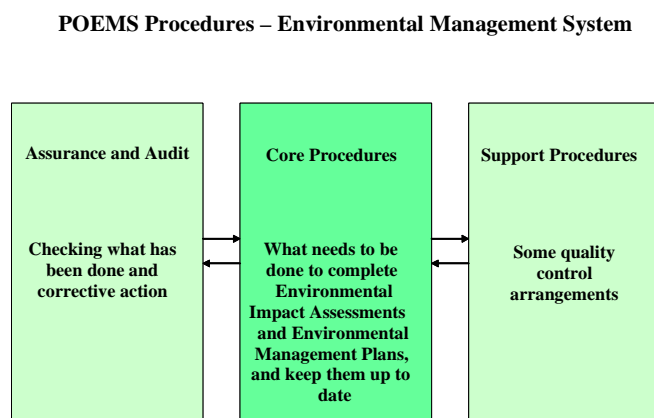 POEMS Procedures – Environmental Management System
Assurance and Audit
Checking what has
been done and
corrective action
Core Procedures
What needs to be
done to complete
Environmental
Impact Assessments
and Environmental
Management Plans,
and keep them up to
date
Support Procedures
Some quality
control
arrangements